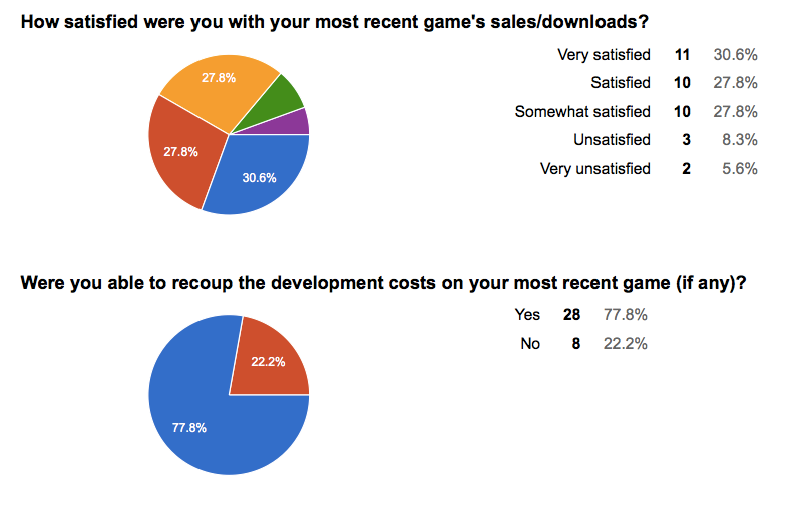 How satisfied were you with your most recent game's sales/downloads?
Very satisfied 11 30.6%
Satisfied 10 27.8%
Somewhat satisfied 10 27.8%
Unsatisfied 3 8.3%
Very unsatisfied 2 5.6%
27.8%
27.8%
30.6%
Were you able to recoup the development costs on your most recent game (if any)?
Yes 28 77.8%
No 8 22.2%
22.2%
77.8%